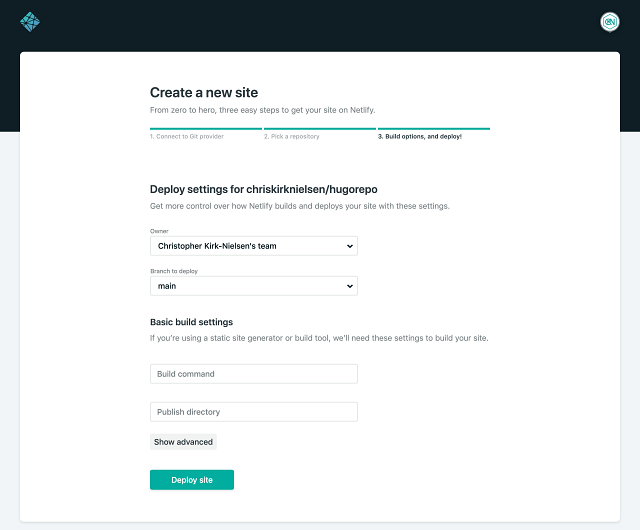 Create a new site
From zero to hero, three easy steps to get your site on Netlify.
1. Connect to Git provider
2. Pick a repository
3. Build options, and deploy!
Deploy settings for chriskirknielsen/hugorepo
Get more control over how Netlify builds and deploys your site with these settings.
Owner
Christopher Kirk-Nielsen's team
Branch to deploy
main
Basic build settings
If you're using a static site generator or build tool, we'll need these settings to build your site.
Build command
Publish directory
Show advanced
Deploy site